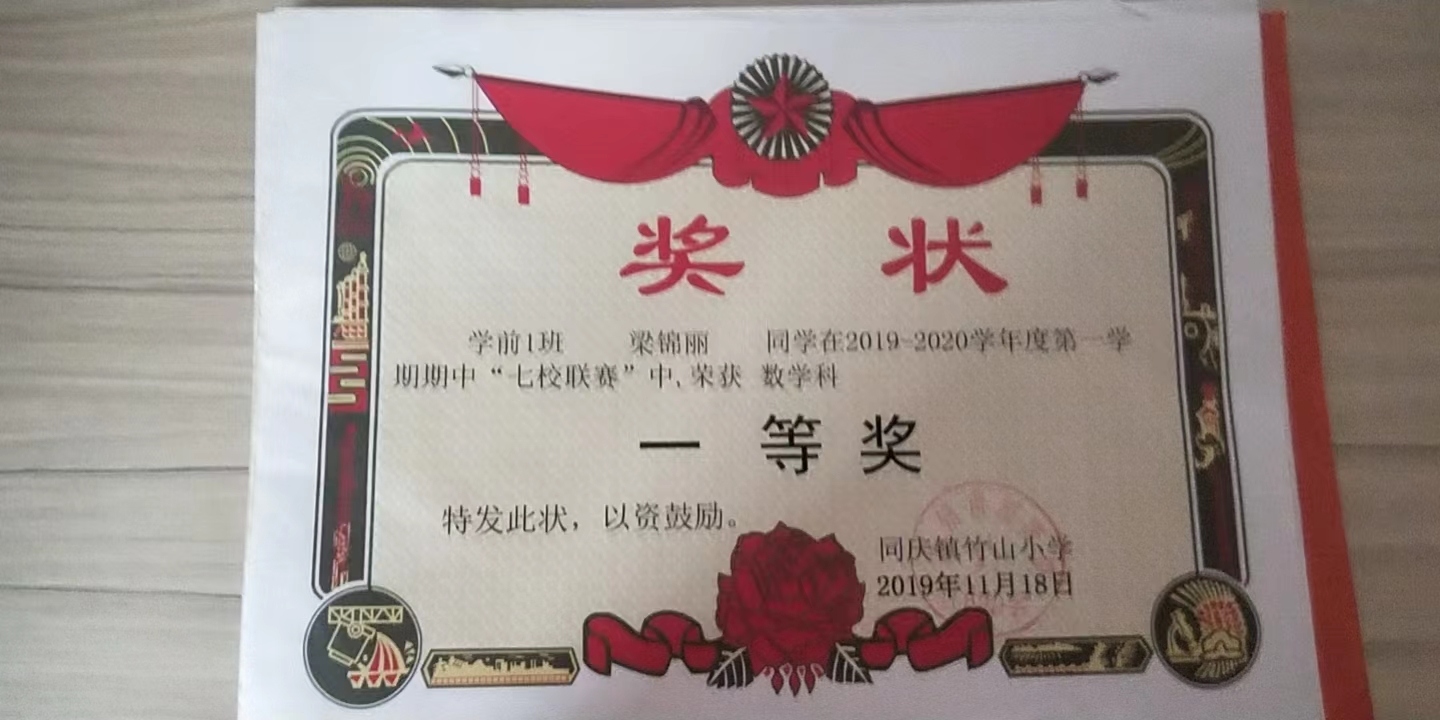 奖状
学前1班 梁锦丽 同学在2019-2020学年度第一学
期期中“七校联赛”中,荣获 数学科
一等奖
特发此状，以资鼓励。
同庆镇竹山小学
2019年11月18日